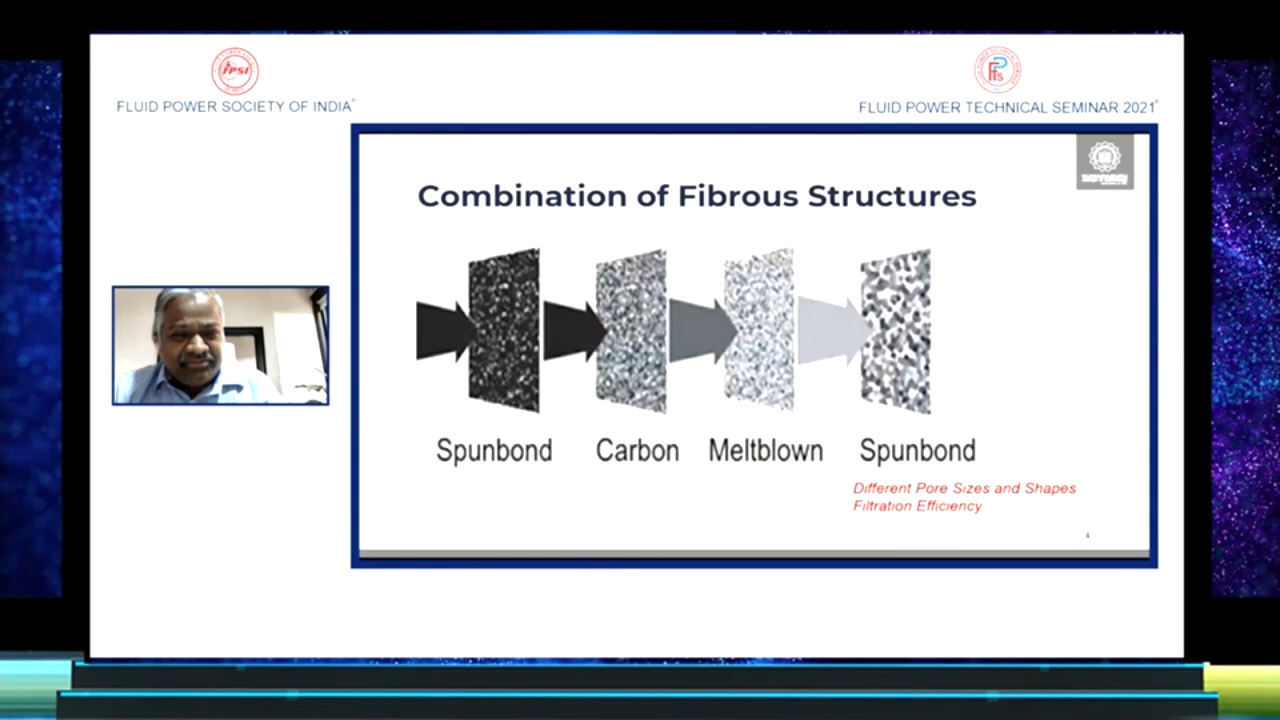 FPSI
FLUID POWER SOCIETY OF INDIA
FLUID POWER TECHNICAL SEMINAR 2021
Combination of Fibrous Structures
Spunbond
Carbon
Meltblown
Spunbond
Different Pore Sizes and Shapes
Filtration Efficiency
4